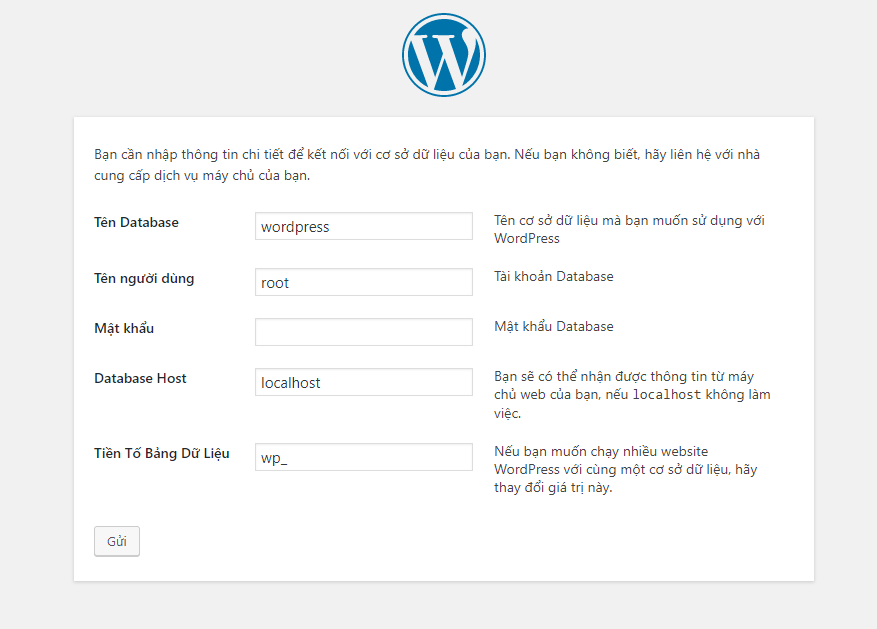 Bạn cần nhập thông tin chi tiết để kết nối với cơ sở dữ liệu của bạn. Nếu bạn không biết, hãy liên hệ với nhà
cung cấp dịch vụ máy chủ của bạn.
Tên Database
wordpress
Tên cơ sở dữ liệu mà bạn muốn sử dụng với
WordPress
Tên người dùng
root
Tài khoản Database
Mật khẩu
Mật khẩu Database
Database Host
localhost
Bạn sẽ có thể nhận được thông tin từ máy
chủ web của bạn, nếu localhost không làm
việc.
Tiền Tố Bảng Dữ Liệu
wp_
Nếu bạn muốn chạy nhiều website
WordPress với cùng một cơ sở dữ liệu, hãy
thay đổi giá trị này.
Gửi